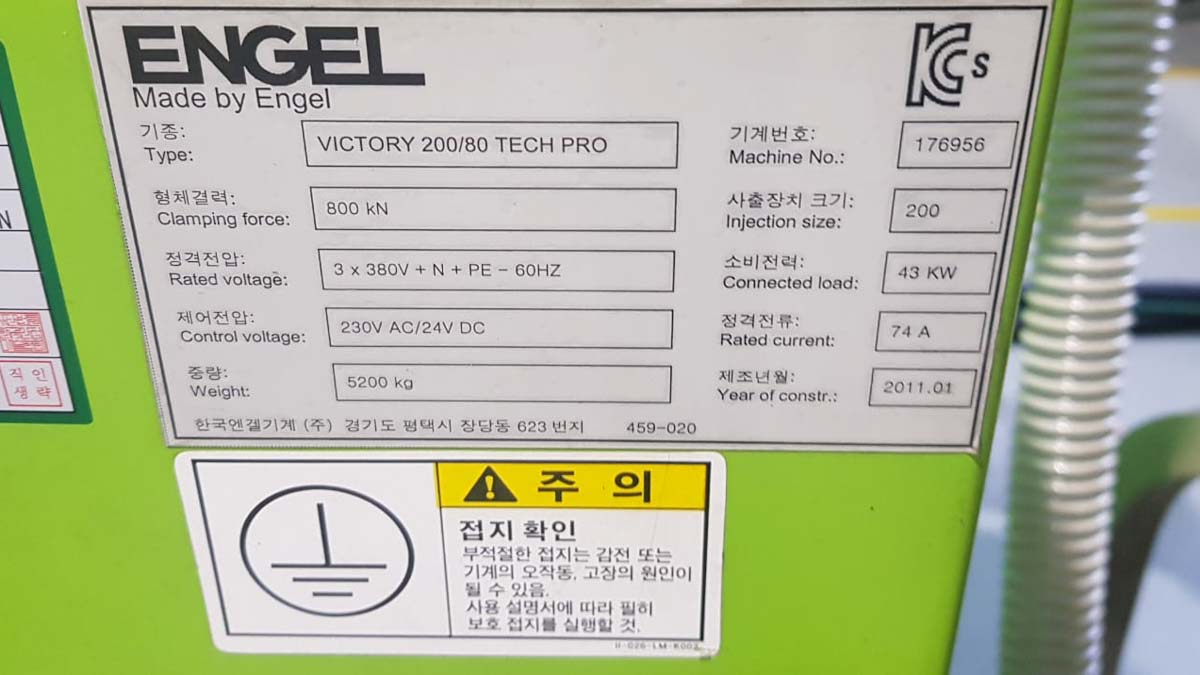 ENGEL
Made by Engel
KCs
기종:
Type:
VICTORY 200/80 TECH PRO
기계번호:
Machine No.:
176956
형체결력:
Clamping force:
800 kN
사출장치 크기:
Injection size:
200
정격전압:
Rated voltage:
3 x 380V + N + PE - 60HZ
소비전력:
Connected load:
43 KW
제어전압:
Control voltage:
230V AC/24V DC
정격전류:
Rated current:
74 A
중량:
Weight:
5200 kg
제조년월:
Year of constr.:
2011.01
한국엔겔기계 (주) 경기도 평택시 장당동 623 번지 459-020
N
직인
생략
주 의
접지 확인
부적절한 접지는 감전 또는
기계의 오작동, 고장의 원인이
될 수 있음.
사용 설명서에 따라 필히
보호 접지를 실행할 것.